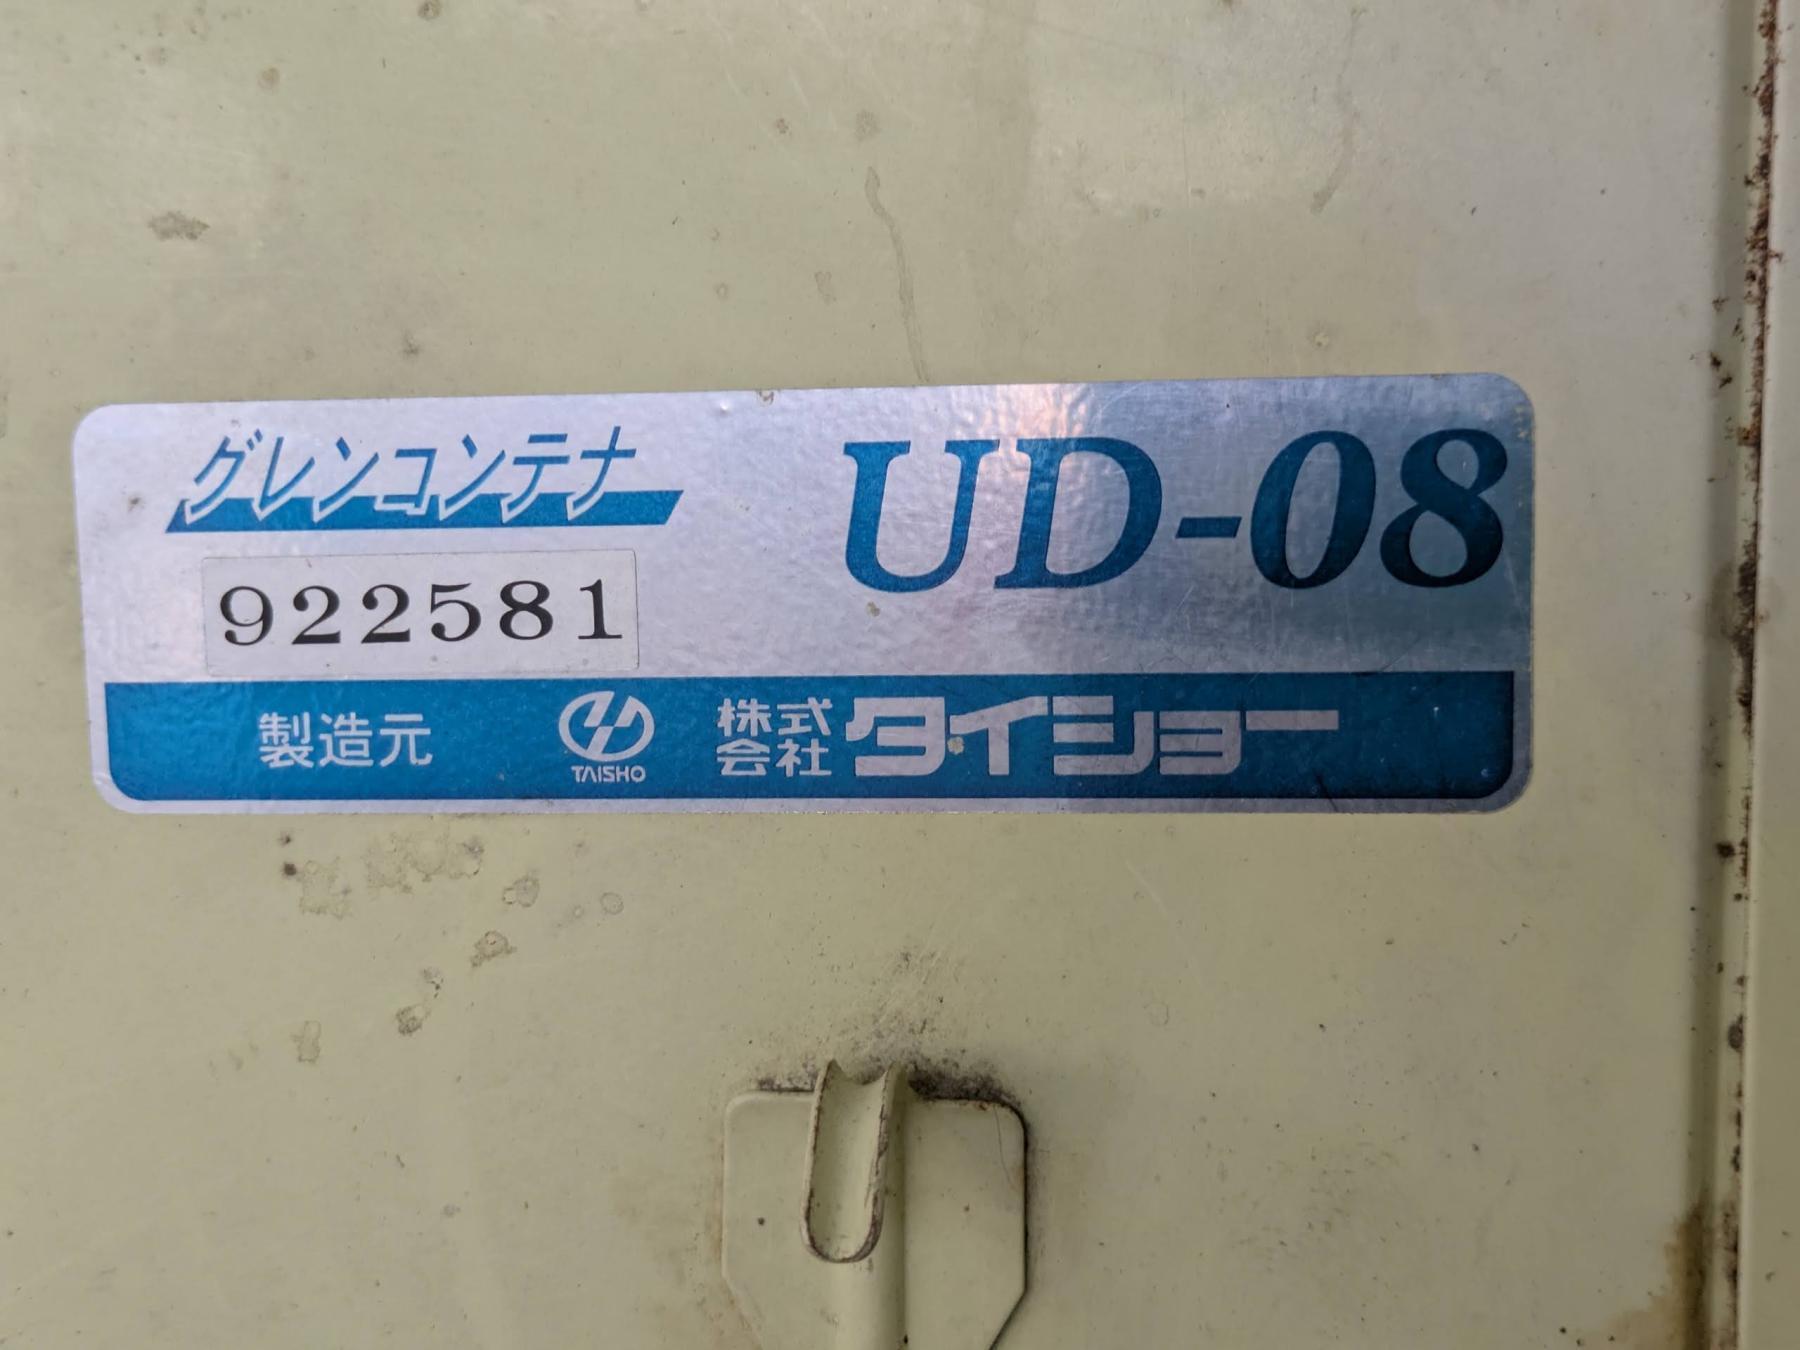 グレンコンテナ
UD-08
922581
製造元
TAISHO
株式会社タイショー